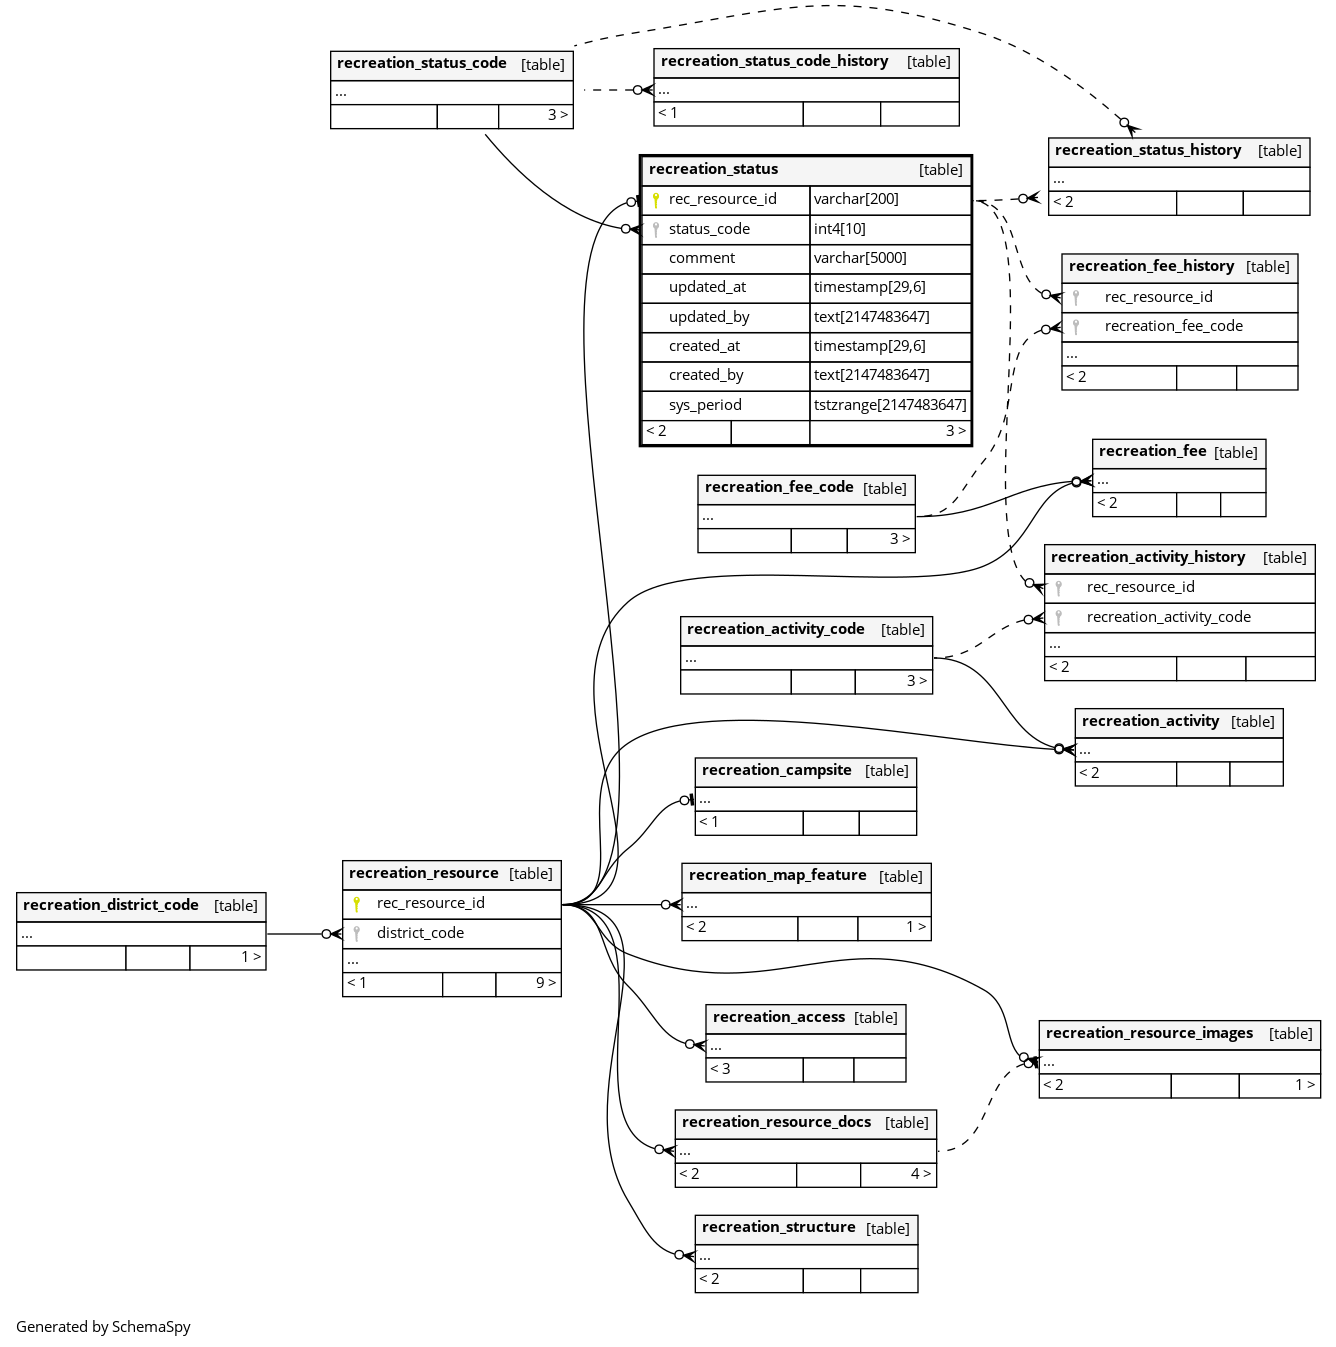 recreation_status_code [table]
...
3 >
recreation_status_code_history [table]
...
< 1
recreation_status_history [table]
...
< 2
recreation_status [table]
rec_resource_id varchar[200]
status_code int4[10]
comment varchar[5000]
updated_at timestamp[29,6]
updated_by text[2147483647]
created_at timestamp[29,6]
created_by text[2147483647]
sys_period tstzrange[2147483647]
< 2 3 >
recreation_fee_history [table]
rec_resource_id
recreation_fee_code
...
< 2
recreation_fee [table]
...
< 2
recreation_fee_code [table]
...
3 >
recreation_activity_history [table]
rec_resource_id
recreation_activity_code
...
< 2
recreation_activity_code [table]
...
3 >
recreation_activity [table]
...
< 2
recreation_campsite [table]
...
< 1
recreation_district_code [table]
...
1 >
recreation_resource [table]
rec_resource_id
district_code
...
< 1 9 >
recreation_map_feature [table]
...
< 2 1 >
recreation_access [table]
...
< 3
recreation_resource_images [table]
...
< 2 1 >
recreation_resource_docs [table]
...
< 2 4 >
recreation_structure [table]
...
< 2
Generated by SchemaSpy